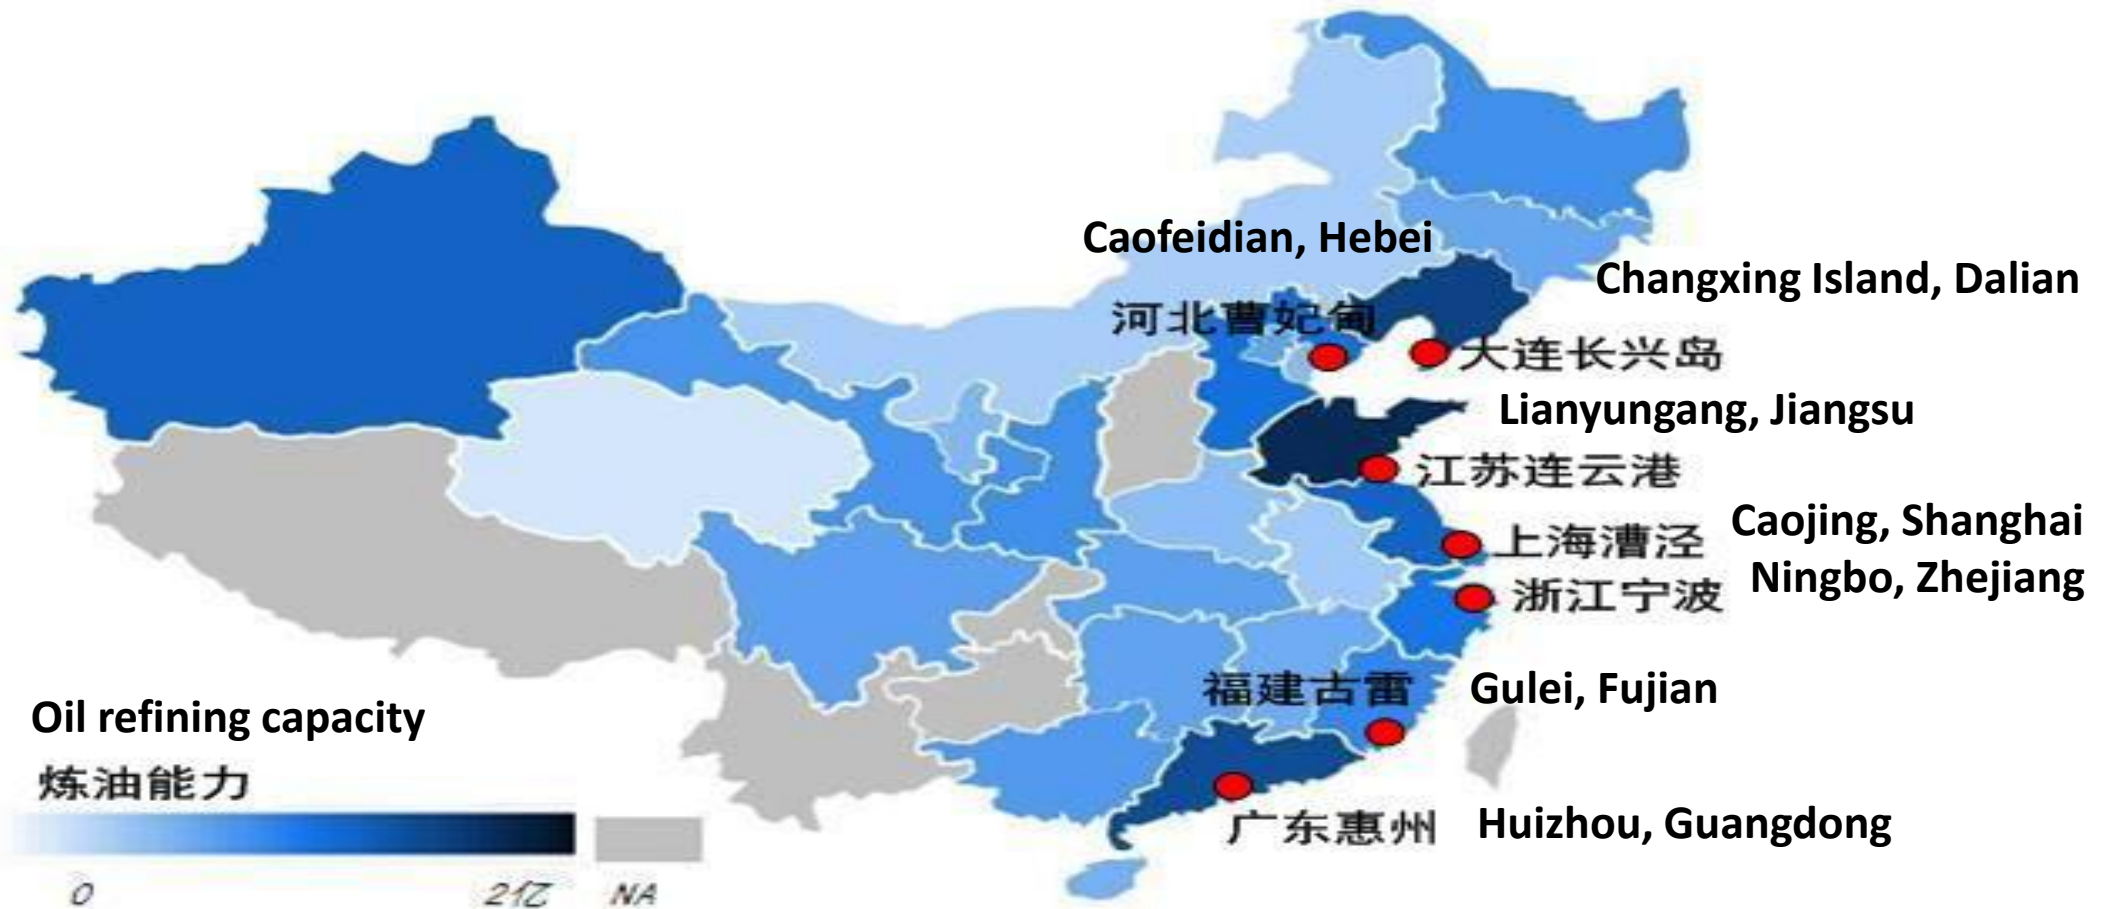 Caofeidian, Hebei
Changxing Island, Dalian
河北曹妃甸
大连长兴岛
Lianyungang, Jiangsu
江苏连云港
Caojing, Shanghai
上海漕泾
Ningbo, Zhejiang
浙江宁波
福建古雷
Gulei, Fujian
Oil refining capacity
炼油能力
广东惠州
Huizhou, Guangdong
0
2亿
NA